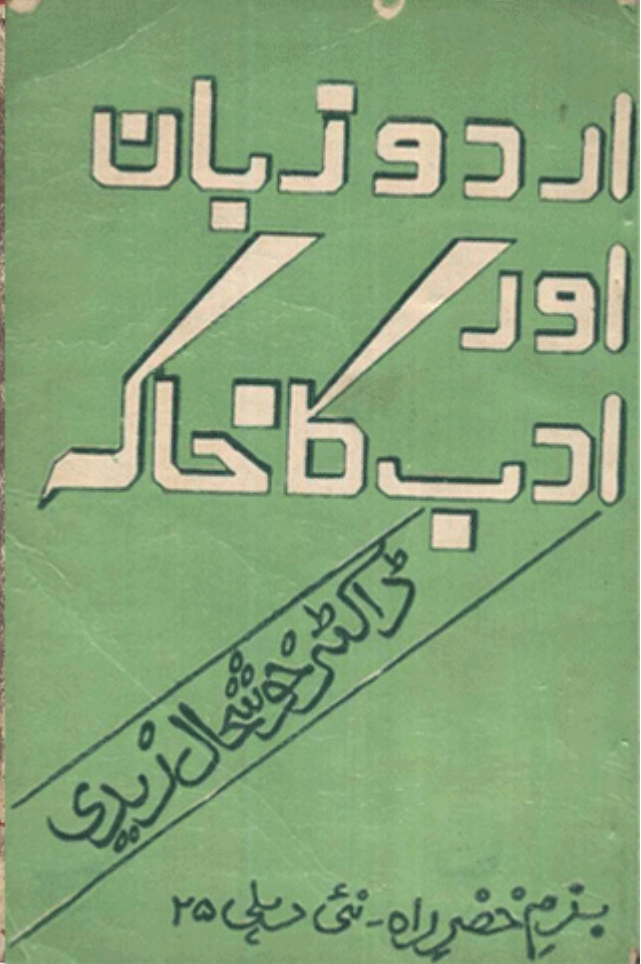 اردو زبان
اور
ادب کا خاکہ
ڈاکٹر خوشحال زیدی
بزمِ خضرِ راہ۔ نئی دہلی ۲۵